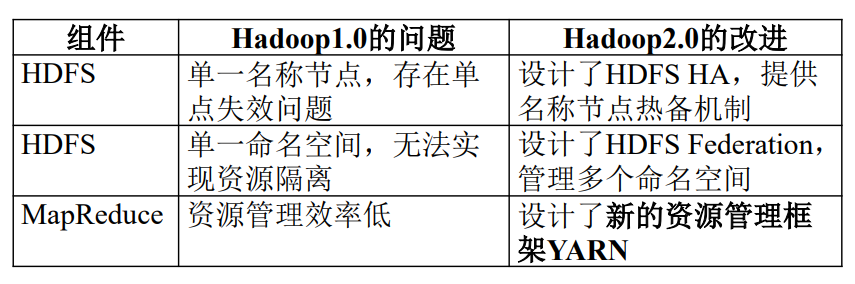 组件
Hadoop1.0的问题
Hadoop2.0的改进
HDFS
单一名称节点，存在单
点失效问题
设计了HDFS HA，提供
名称节点热备机制
HDFS
单一命名空间，无法实
现资源隔离
设计了HDFS Federation，
管理多个命名空间
MapReduce
资源管理效率低
设计了新的资源管理框
架YARN